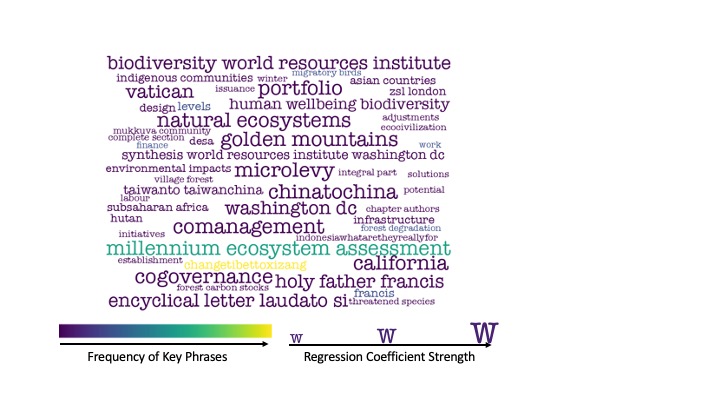 biodiversity world resources institute
migratory birds
indigenous communities winter asian countries
vatican issuance portfolio zsl london
design levels human wellbeing biodiversity
natural ecosystems adjustments
mukkuva community ecocivilization
complete section desa golden mountains
finance work
synthesis world resources institute washington dc
environmental impacts microlevy integral part solutions
village forest
taiwanto taiwanchina chinatochina potential
labour
subsaharan africa washington dc chapter authors
hutan comanagement infrastructure
forest degradation
initiatives indonesiawhataretheyreallyfor
millennium ecosystem assessment
establishment changetibettoxizang california
cogovernance holy father francis
forest carbon stocks
francis
encyclical letter laudato si threatened species
w w w
Frequency of Key Phrases Regression Coefficient Strength